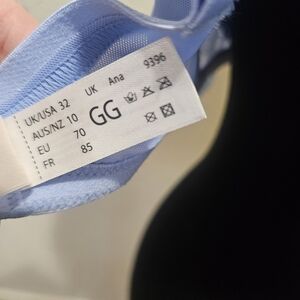 UK Ana 9396
UK/USA 32
AUS/NZ 10
EU 70
FR 85
GG